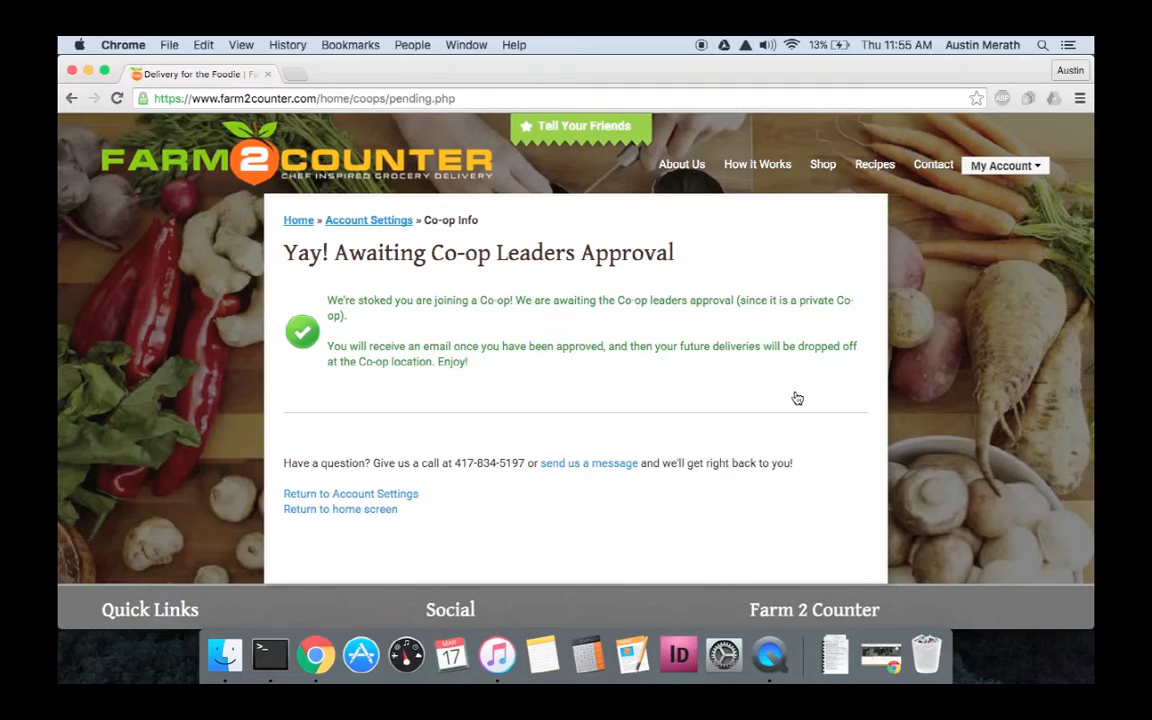 Chrome File Edit View History Bookmarks People Window Help 13% Thu 11:55 AM Austin Merath
Delivery for the Foodie | Fa
Austin
https://www.farm2counter.com/home/coops/pending.php
ABP
Tell Your Friends
FARM2COUNTER
CHEF INSPIRED GROCERY DELIVERY
About Us How it Works Shop Recipes Contact My Account
Home » Account Settings » Co-op Info
Yay! Awaiting Co-op Leaders Approval
We're stoked you are joining a Co-op! We are awaiting the Co-op leaders approval (since it is a private Co-
op).
You will receive an email once you have been approved, and then your future deliveries will be dropped off
at the Co-op location. Enjoy!
Have a question? Give us a call at 417-834-5197 or send us a message and we'll get right back to you!
Return to Account Settings
Return to home screen
Quick Links Social Farm 2 Counter
MAR
17
Id